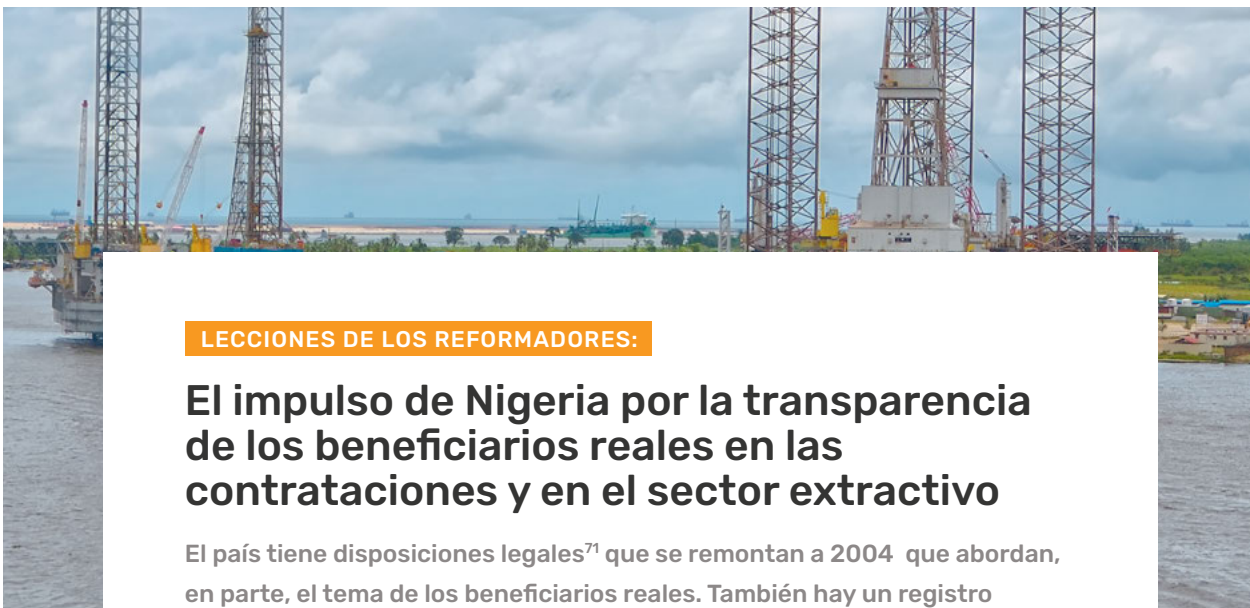 LECCIONES DE LOS REFORMADORES:
El impulso de Nigeria por la transparencia
de los beneficiarios reales en las
contrataciones y en el sector extractivo
El país tiene disposiciones legales⁷¹ que se remontan a 2004 que abordan,
en parte, el tema de los beneficiarios reales. También hay un registro